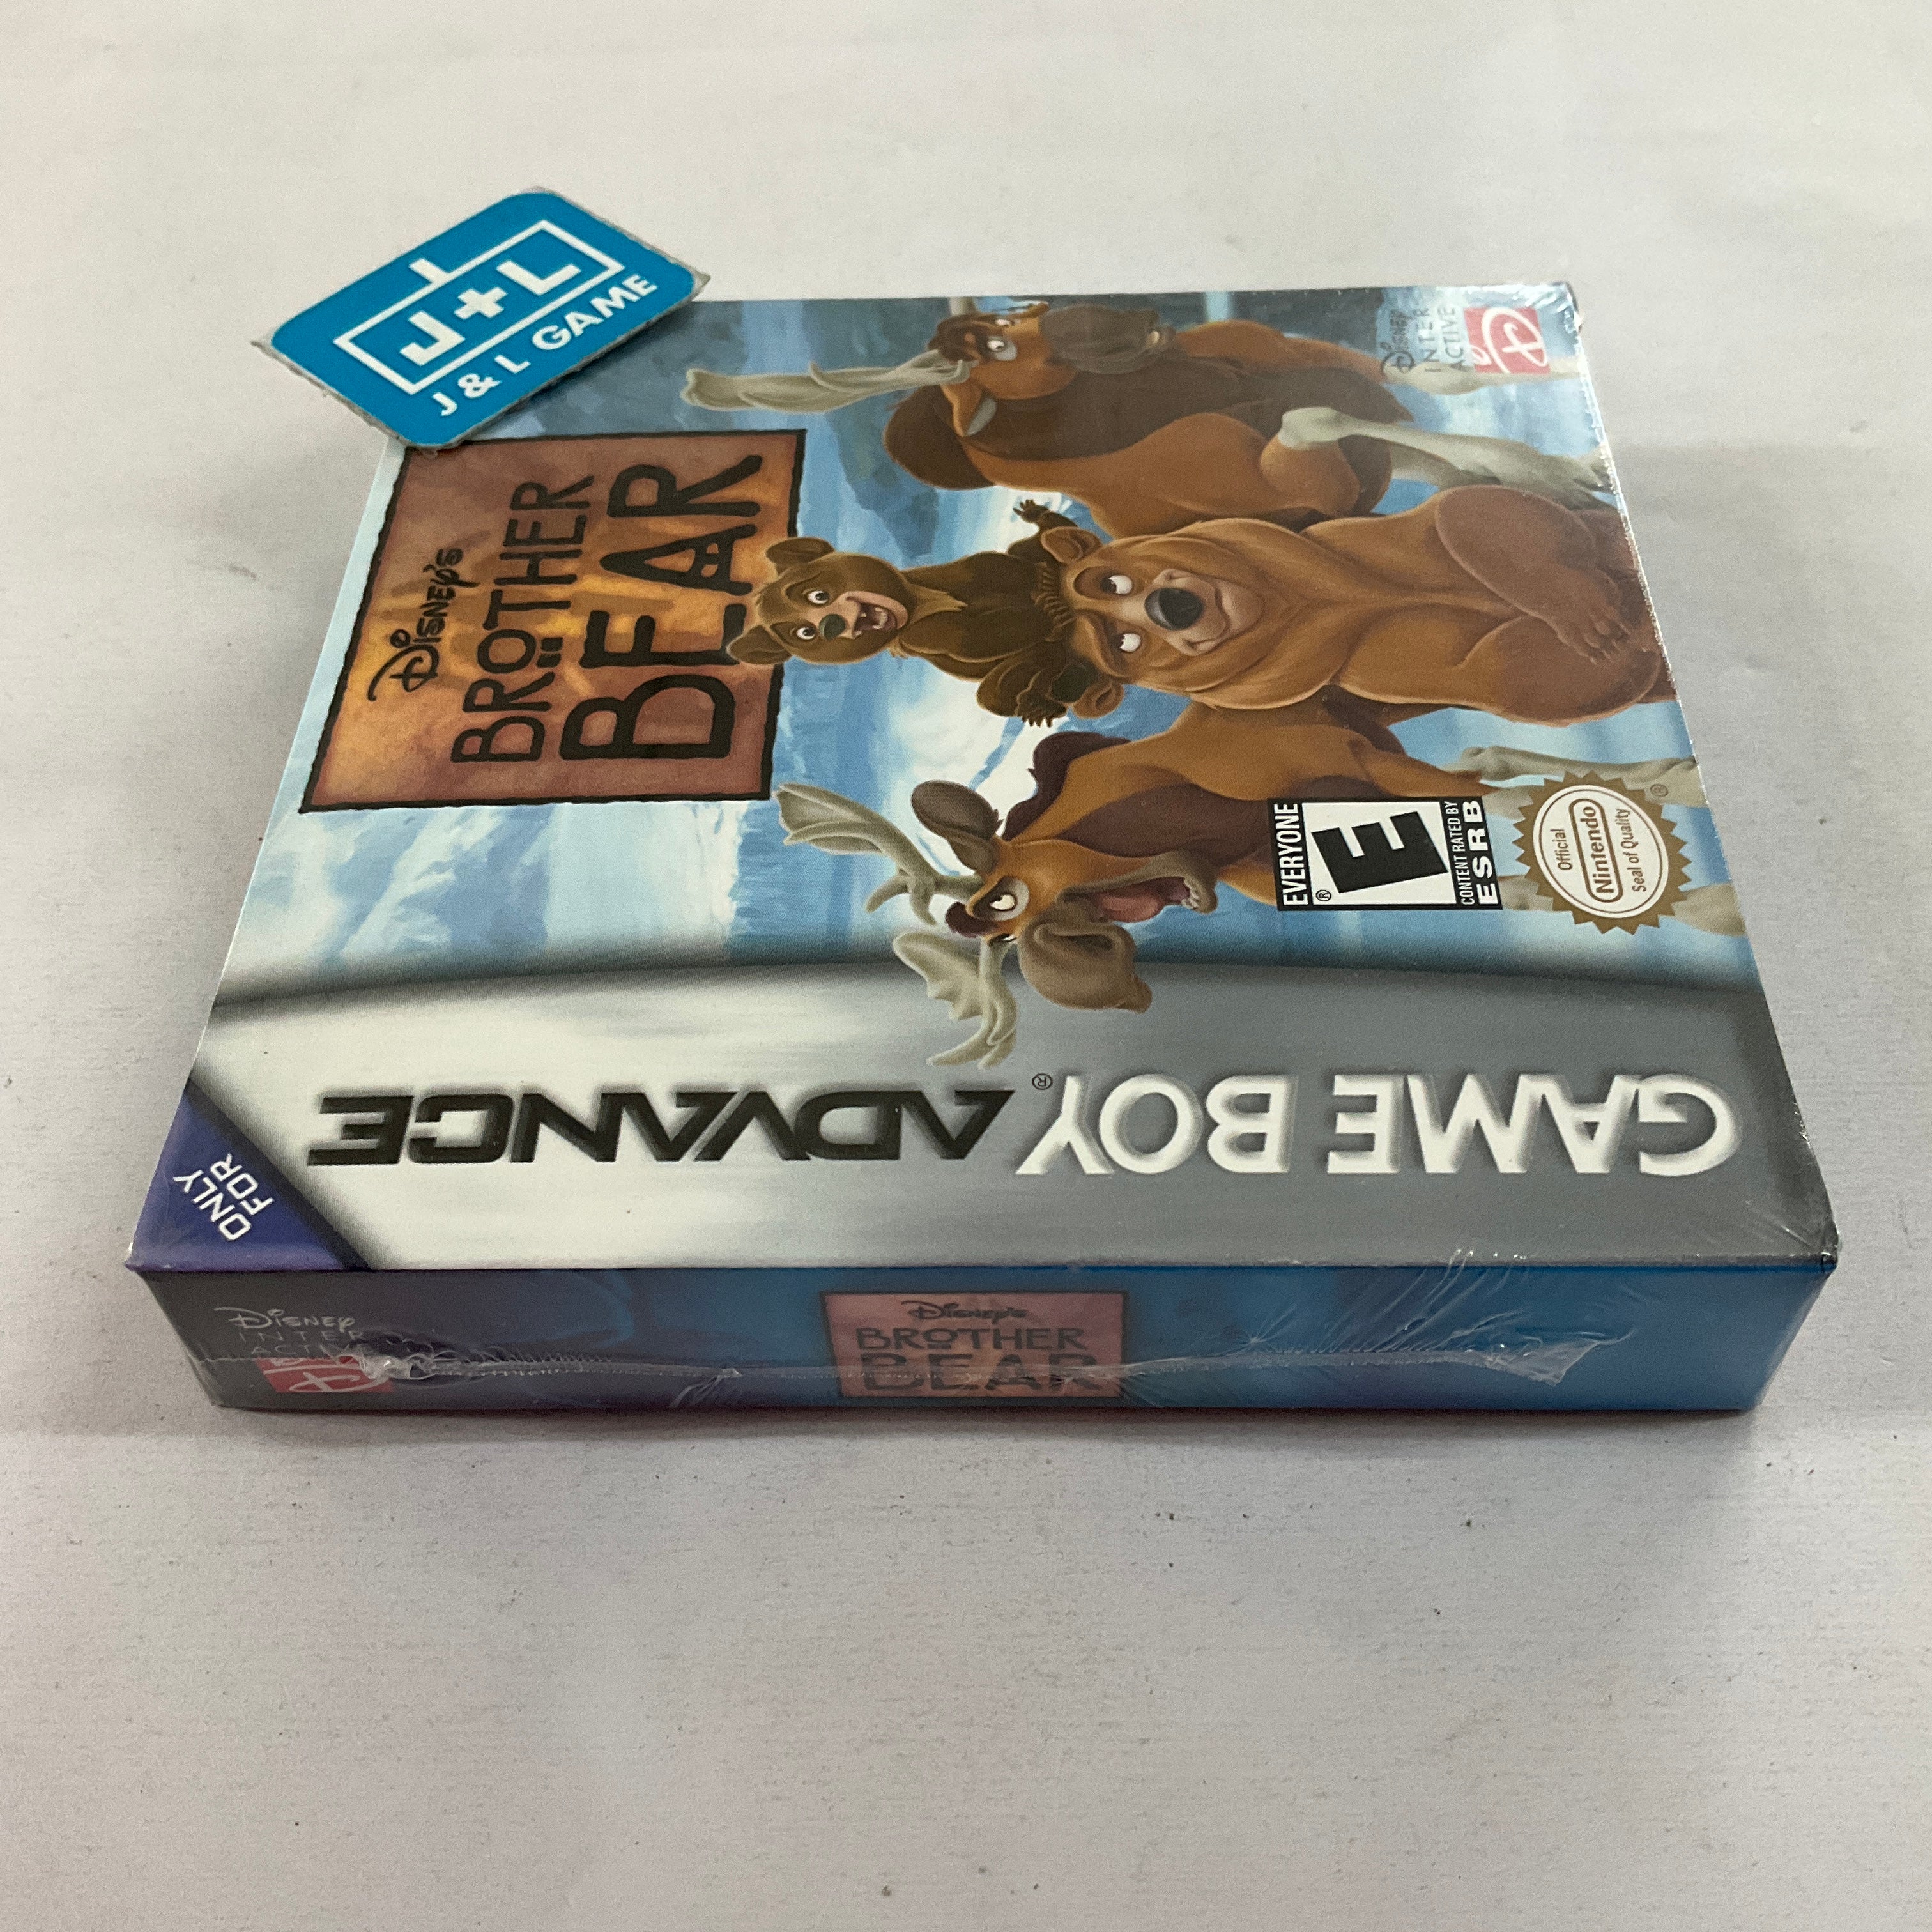 J+L
J & L GAME
Disney's
BROTHER
BEAR
Disney
INTER
ACTIVE
EVERYONE
E
®
CONTENT RATED BY
ESRB
Official
Nintendo
Seal of Quality
®
GAME BOY® ADVANCE
ONLY
FOR
Disney
INTER
ACTIVE
Disney's
BROTHER
BEAR